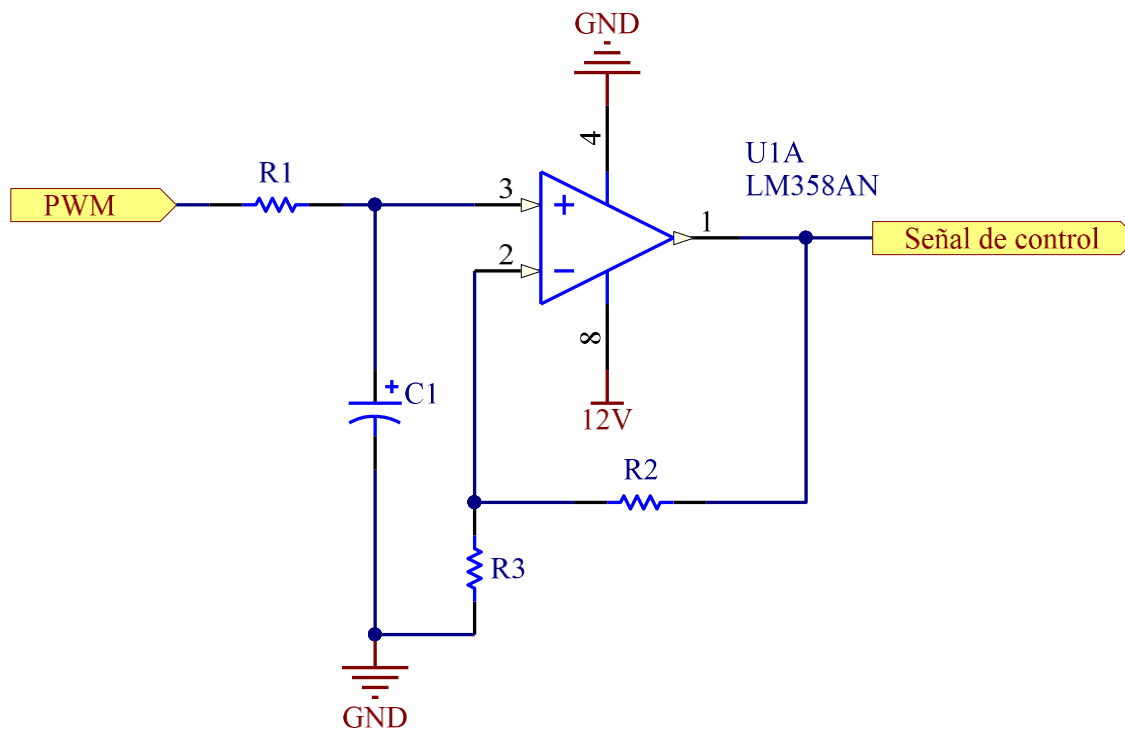 GND
4
U1A
LM358AN
R1
PWM
3
+
1
Señal de control
2
−
8
+
C1
12V
R2
R3
GND